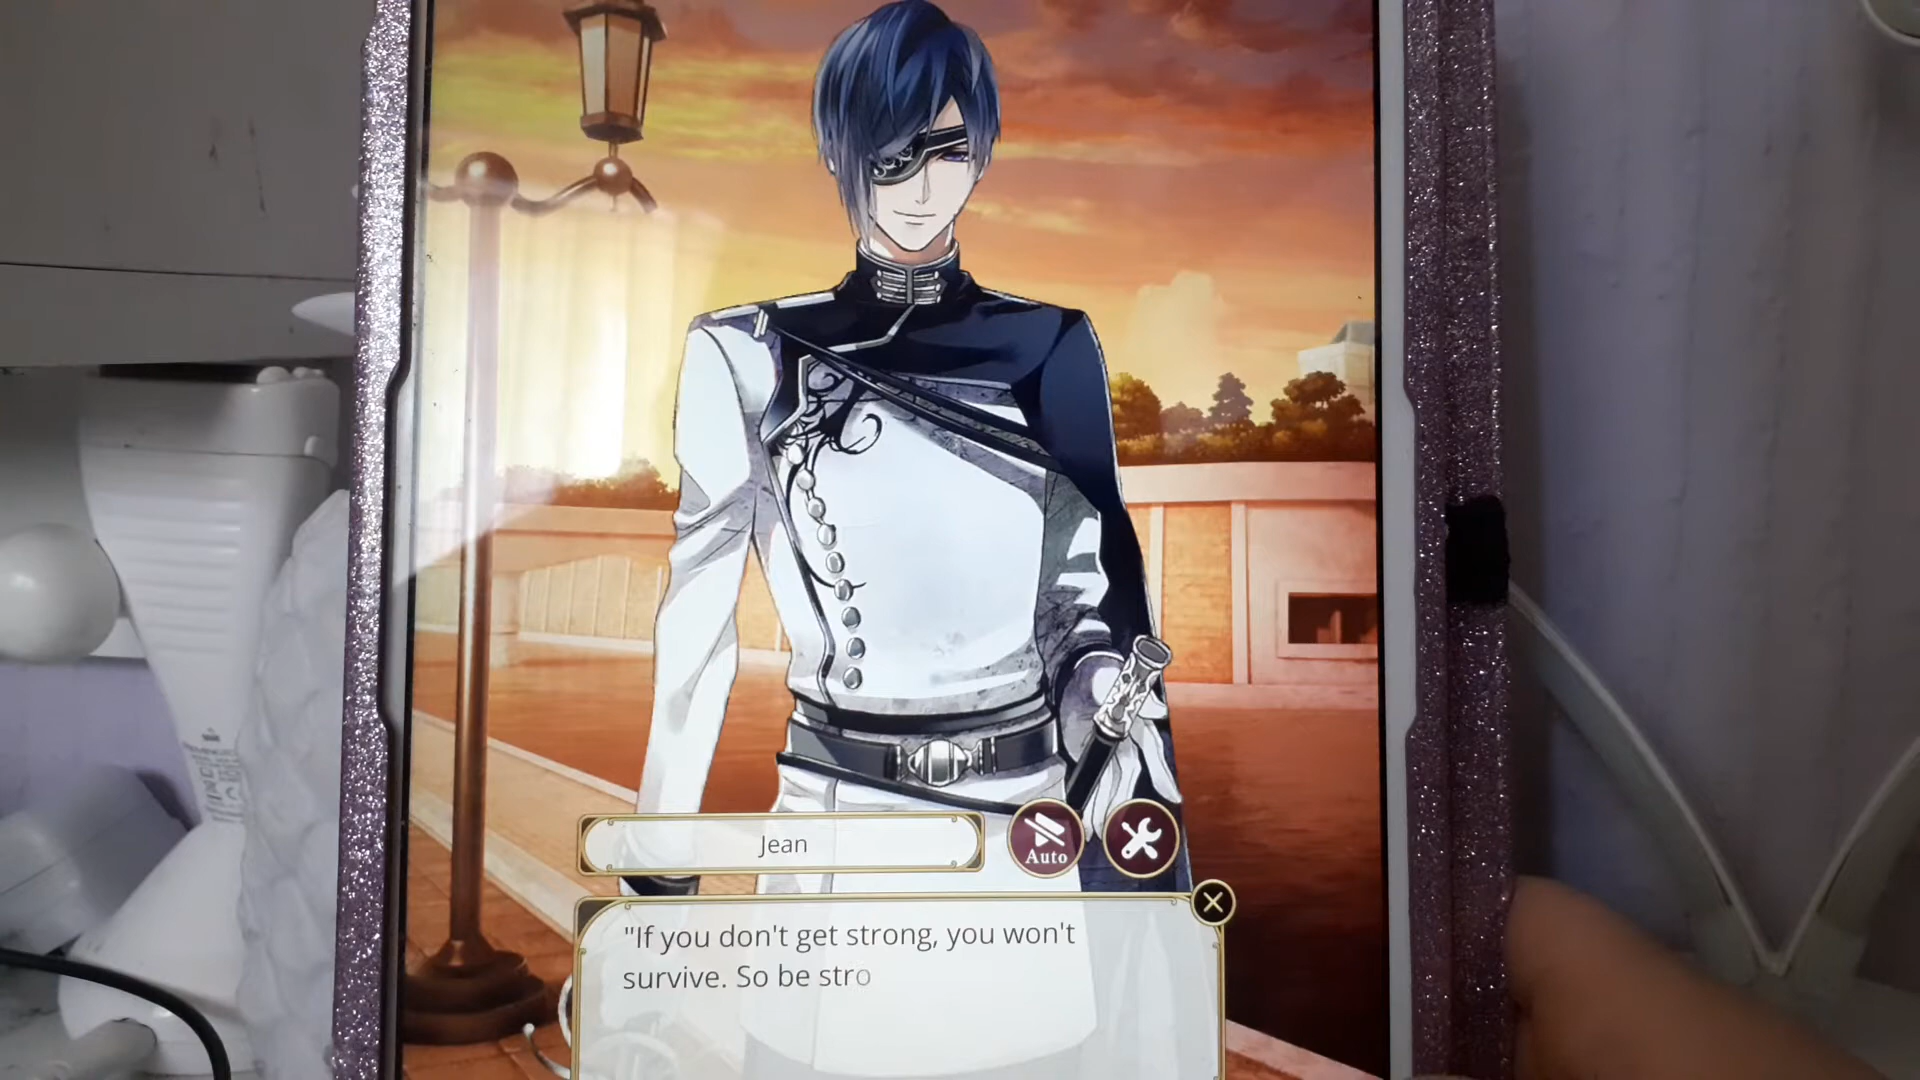 Jean
Auto
"If you don't get strong, you won't
survive. So be stro